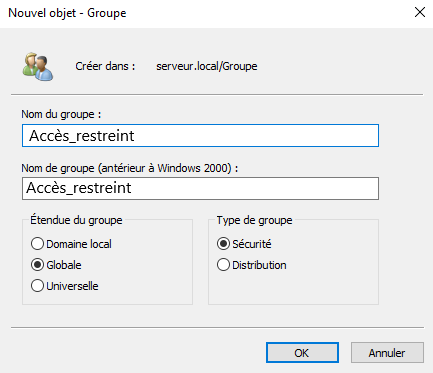 Nouvel objet - Groupe
Créer dans : serveur.local/Groupe
Nom du groupe :
Accès_restreint
Nom de groupe (antérieur à Windows 2000) :
Accès_restreint
Étendue du groupe
Domaine local
Globale
Universelle
Type de groupe
Sécurité
Distribution
OK Annuler